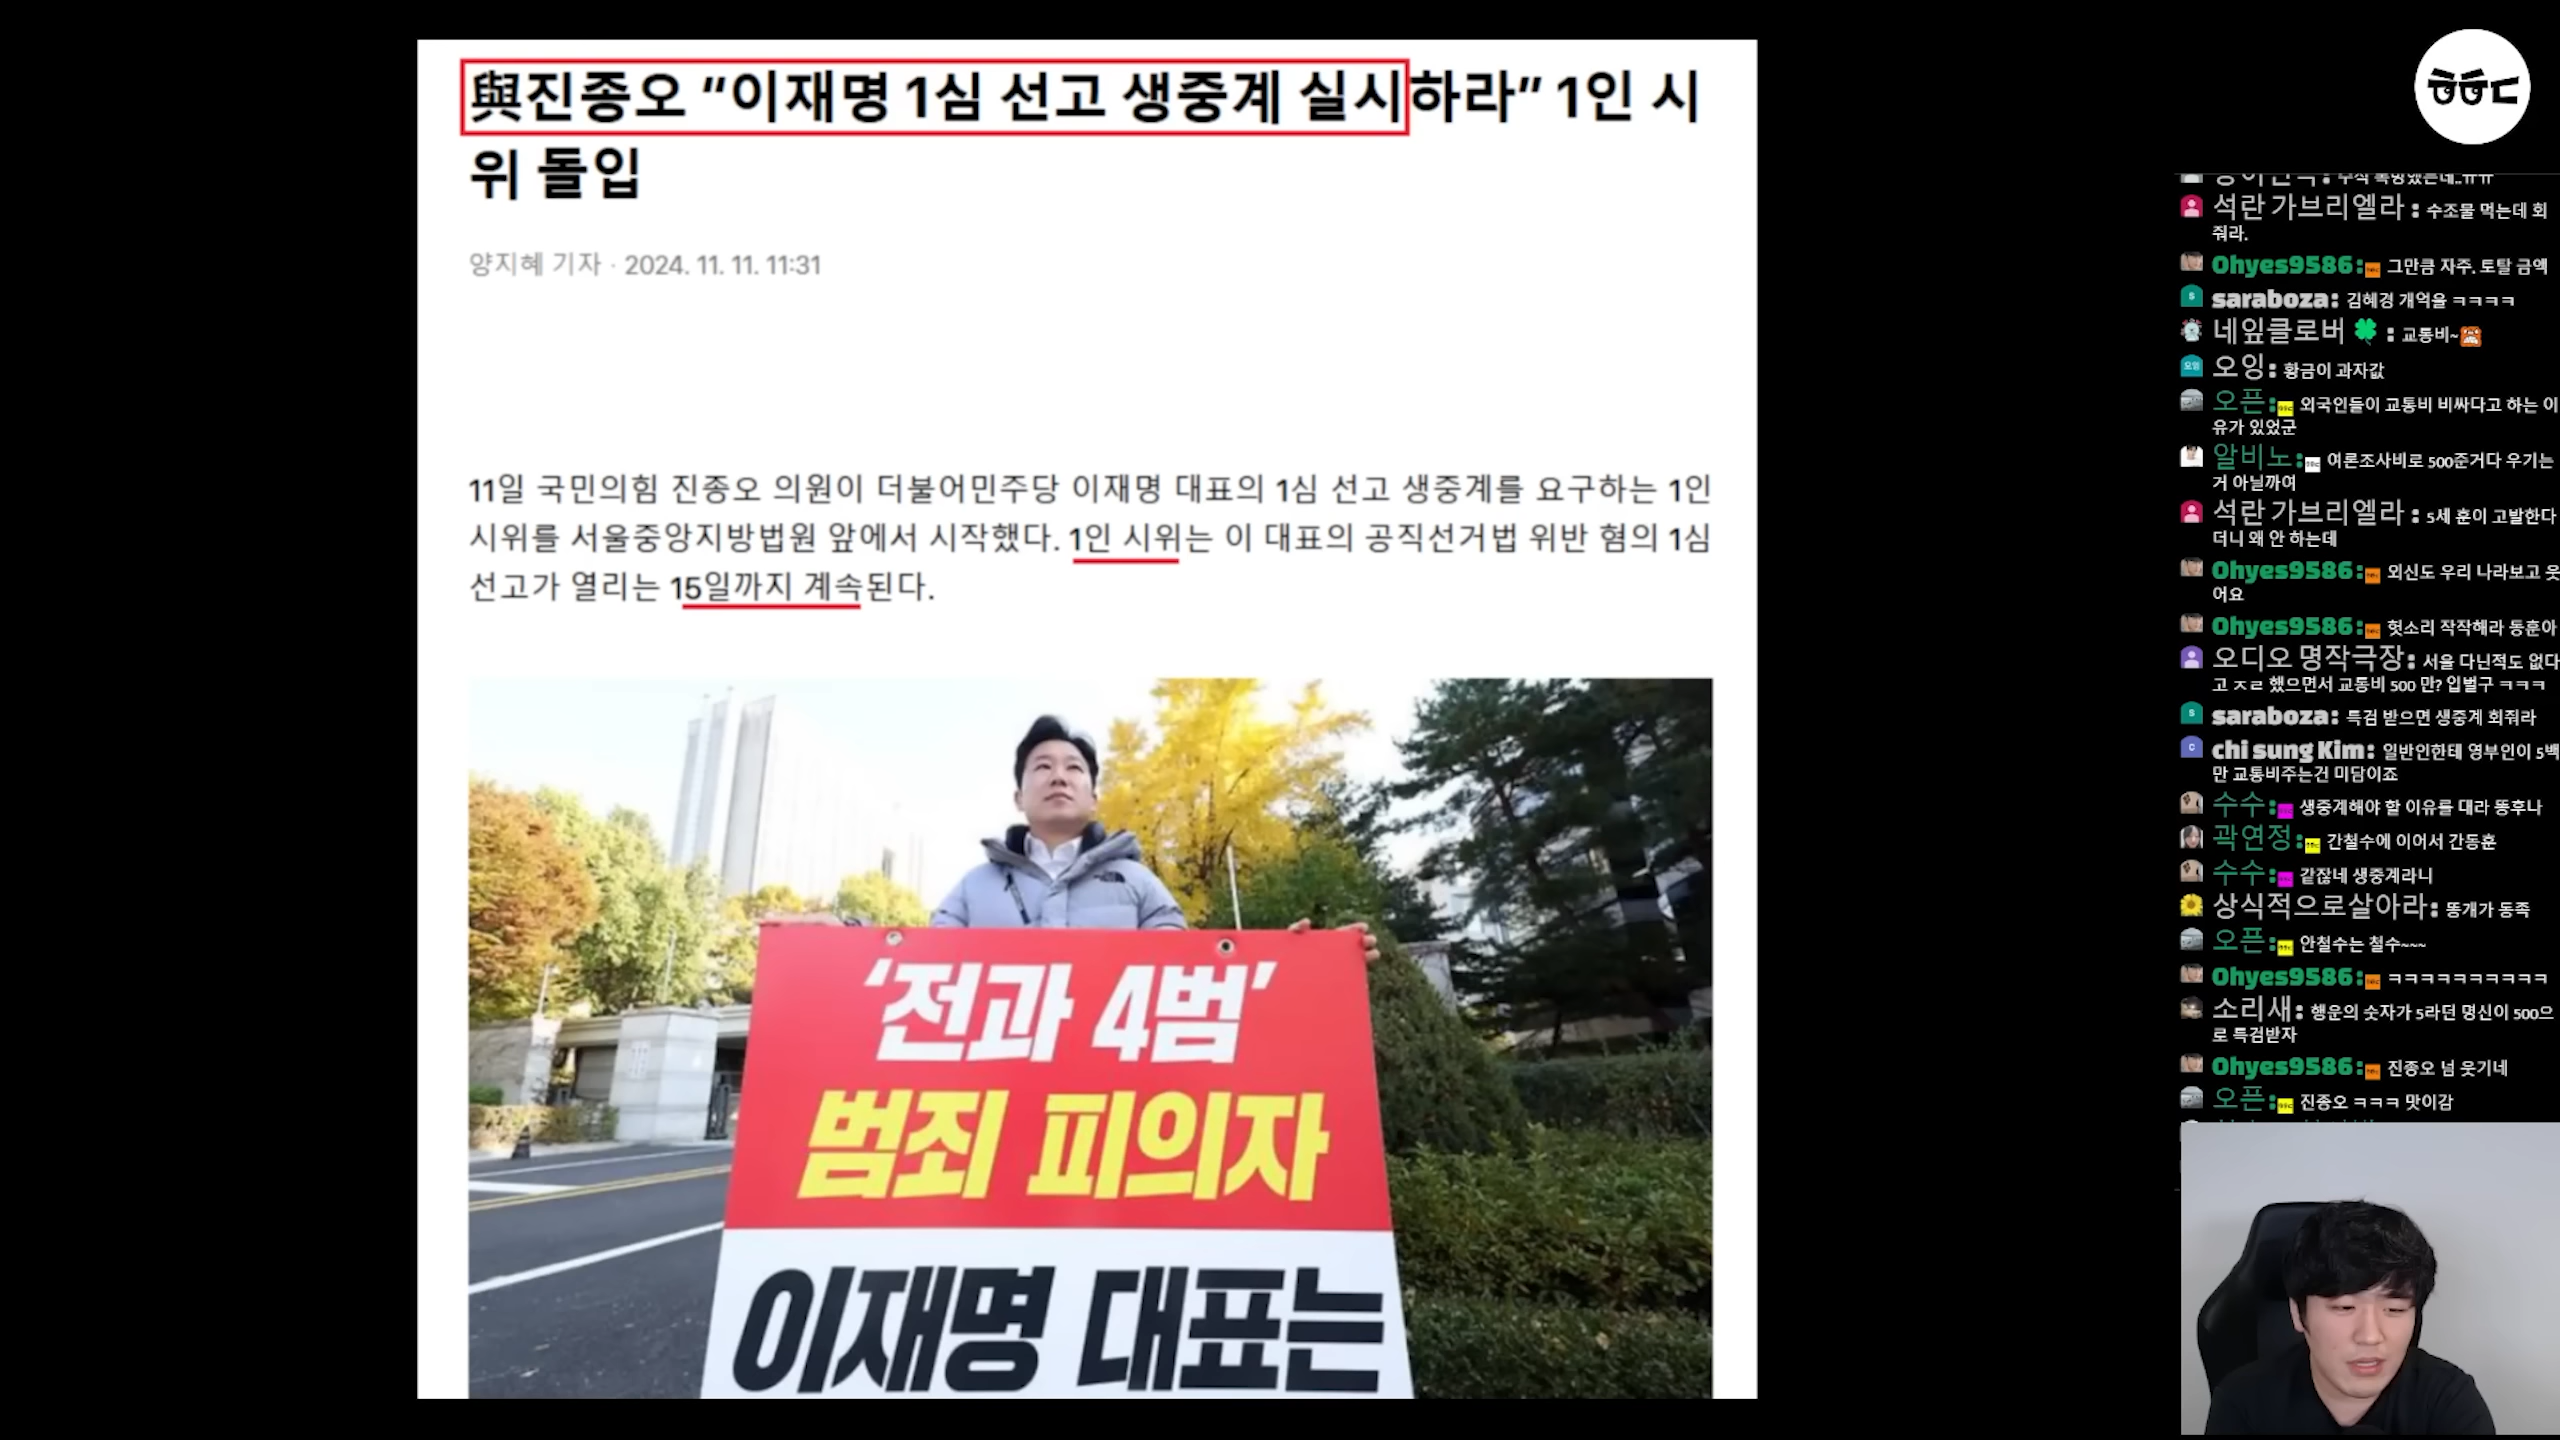 與진종오 “이재명 1심 선고 생중계 실시하라” 1인 시
위 돌입
양지혜 기자 · 2024. 11. 11. 11:31
11일 국민의힘 진종오 의원이 더불어민주당 이재명 대표의 1심 선고 생중계를 요구하는 1인
시위를 서울중앙지방법원 앞에서 시작했다. 1인 시위는 이 대표의 공직선거법 위반 혐의 1심
선고가 열리는 15일까지 계속된다.
‘전과 4범’
범죄 피의자
이재명 대표는
석란 가브리엘라 : 수조물 먹는데 회
줘라.
Ohyes9586: 그만큼 자주. 토탈 금액
saraboza: 김혜경 개억울 ㅋㅋㅋㅋ
네잎클로버 🍀 : 교통비~
오잉: 황금이 과자값
오픈: 외국인들이 교통비 비싸다고 하는 이
유가 있었군
알비노: 여론조사비로 500준거다 우기는
거 아닐까여
석란 가브리엘라 : 5세 훈이 고발한다
더니 왜 안 하는데
Ohyes9586: 외신도 우리 나라보고 웃
어요
Ohyes9586: 헛소리 작작해라 동훈아
오디오 명작극장: 서울 다닌적도 없다
고 ㅈㄹ 했으면서 교통비 500 만? 입벌구 ㅋㅋㅋ
saraboza: 특검 받으면 생중계 회줘라
chi sung Kim: 일반인한테 영부인이 5백
만 교통비주는건 미담이죠
수수: 생중계해야 할 이유를 대라 똥후나
곽연정: 간철수에 이어서 간동훈
수수: 같잖네 생중계라니
상식적으로살아라: 똥개가 동족
오픈: 안철수는 철수~~~
Ohyes9586: ㅋㅋㅋㅋㅋㅋㅋㅋㅋㅋ
소리새: 행운의 숫자가 5라던 명신이 500으
로 특검받자
Ohyes9586: 진종오 넘 웃기네
오픈: 진종오 ㅋㅋㅋ 맛이감